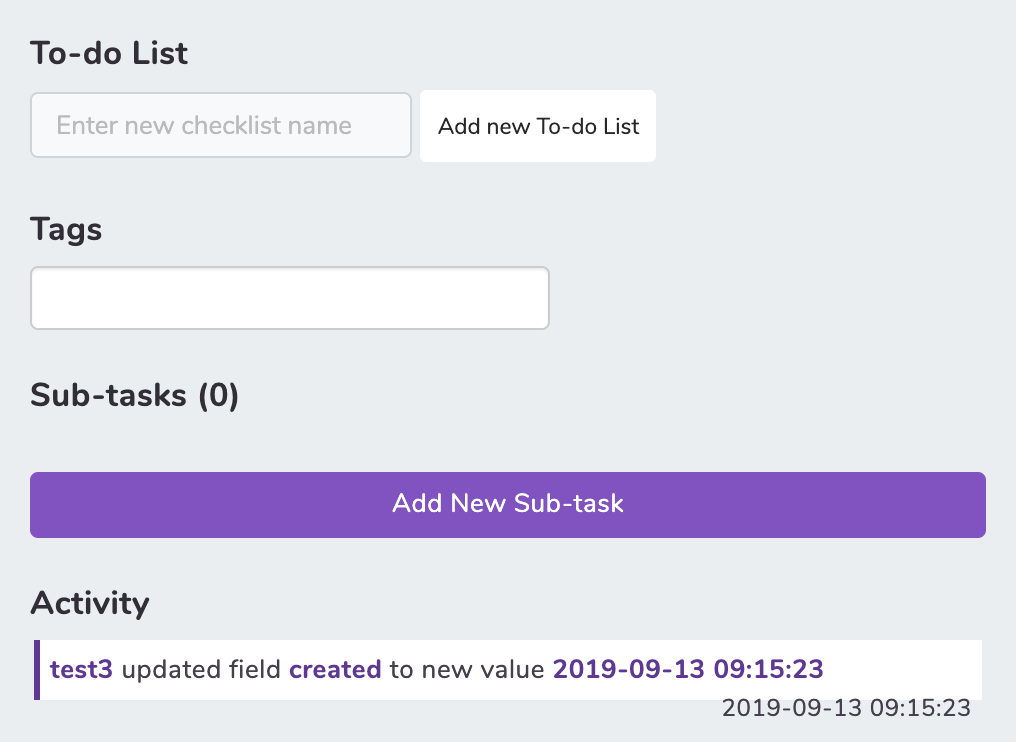 To-do List
Enter new checklist name
Add new To-do List
Tags
Sub-tasks (0)
Add New Sub-task
Activity
test3 updated field created to new value 2019-09-13 09:15:23
2019-09-13 09:15:23